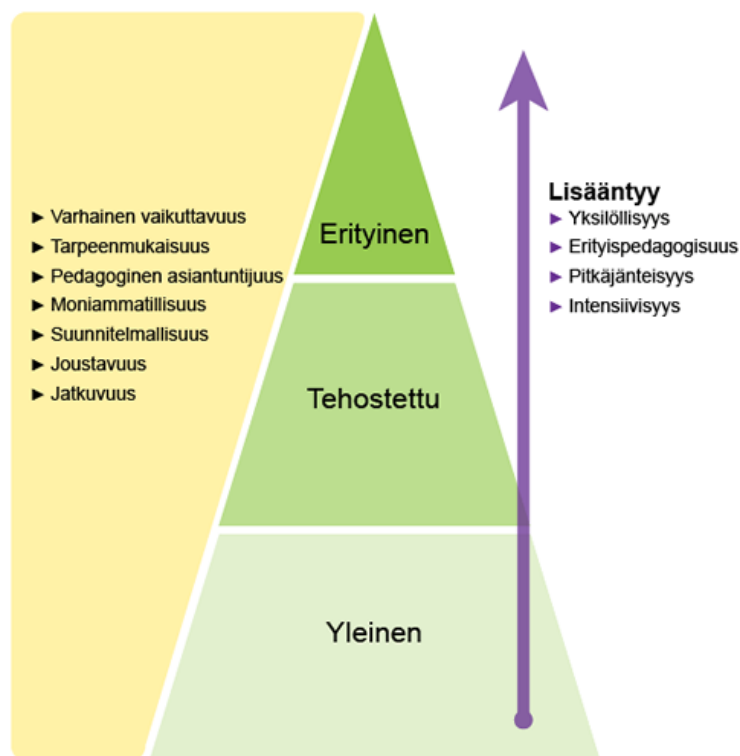 ► Varhainen vaikuttavuus
► Tarpeenmukaisuus
► Pedagoginen asiantuntijuus
► Moniammatillisuus
► Suunnitelmallisuus
► Joustavuus
► Jatkuvuus
Erityinen
Tehostettu
Yleinen
Lisääntyy
► Yksilöllisyys
► Erityispedagogisuus
► Pitkäjänteisyys
► Intensiivisyys